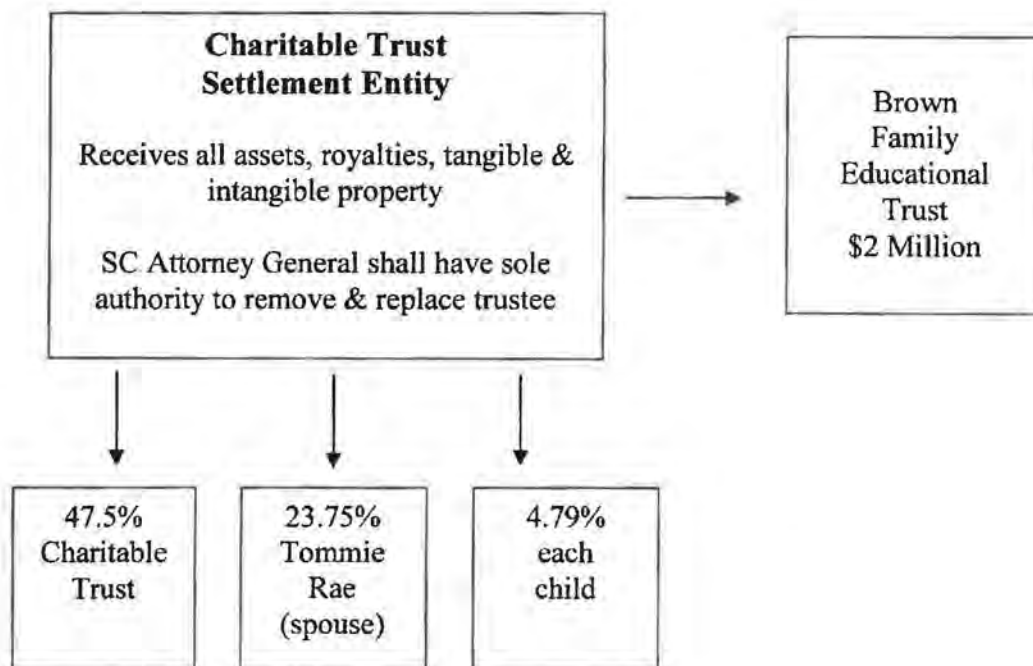 Charitable Trust
Settlement Entity
Receives all assets, royalties, tangible &
intangible property
SC Attorney General shall have sole
authority to remove & replace trustee
Brown
Family
Educational
Trust
$2 Million
47.5%
Charitable
Trust
23.75%
Tommie
Rae
(spouse)
4.79%
each
child